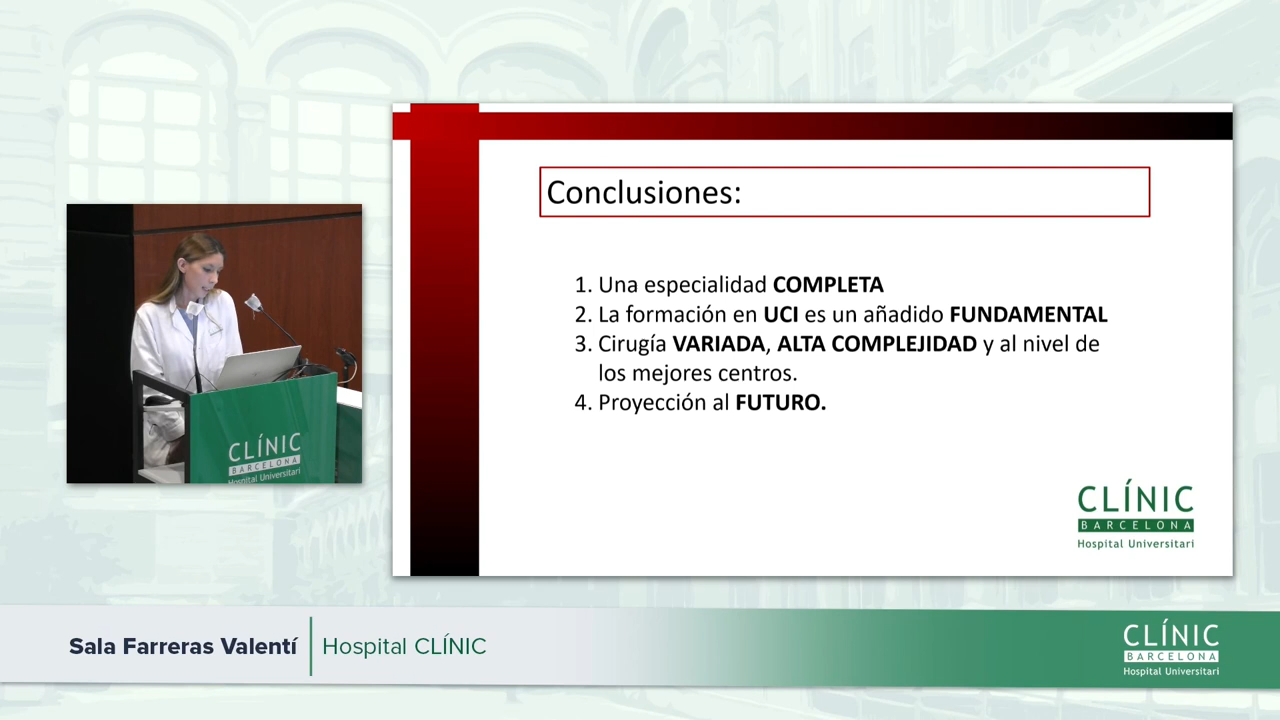 Conclusiones:
1. Una especialidad COMPLETA
2. La formación en UCI es un añadido FUNDAMENTAL
3. Cirugía VARIADA, ALTA COMPLEJIDAD y al nivel de
los mejores centros.
4. Proyección al FUTURO.
CLÍNIC
BARCELONA
Hospital Universitari
CLÍNIC
BARCELONA
Hospital Universitari
Sala Farreras Valentí
Hospital CLÍNIC
CLÍNIC
BARCELONA
Hospital Universitari